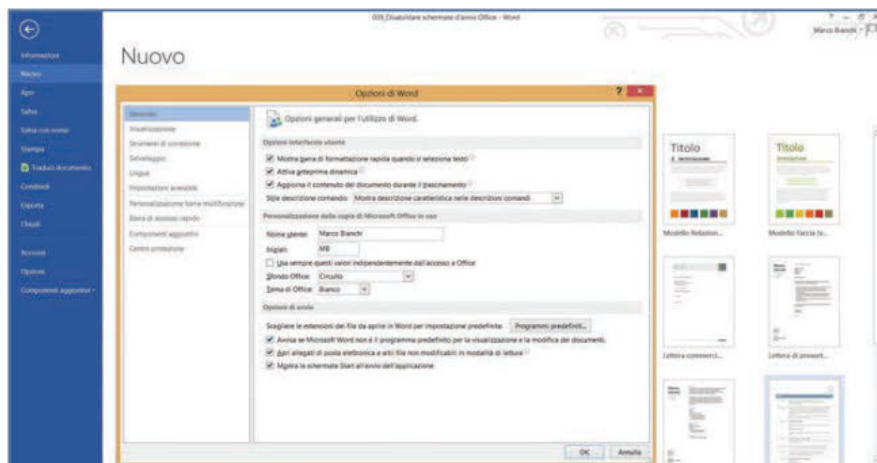 009_Disabilitare schermata d'avvio Office - Word
Marco Bianchi
Informazioni
Nuovo
Apri
Salva
Salva con nome
Stampa
Traduci documento
Condividi
Esporta
Chiudi
Account
Opzioni
Componenti aggiuntivi
Nuovo
Opzioni di Word
Generale
Visualizzazione
Strumenti di correzione
Salvataggio
Lingua
Impostazioni avanzate
Personalizzazione barra multifunzione
Barra di accesso rapido
Componenti aggiuntivi
Centro protezione
Opzioni generali per l'utilizzo di Word.
Opzioni interfaccia utente
Mostra barra di formattazione rapida quando si seleziona testo
Attiva anteprima dinamica
Aggiorna il contenuto del documento durante il trascinamento
Stile descrizione comando: Mostra descrizione caratteristica nelle descrizioni comandi
Personalizzazione della copia di Microsoft Office in uso
Nome utente: Marco Bianchi
Iniziali: MB
Usa sempre questi valori indipendentemente dall'accesso a Office
Sfondo Office: Circuito
Tema di Office: Bianco
Opzioni di avvio
Scegliere le estensioni dei file da aprire in Word per impostazione predefinita: Programmi predefiniti...
Avvisa se Microsoft Word non è il programma predefinito per la visualizzazione e la modifica dei documenti.
Apri allegati di posta elettronica e altri file non modificabili in modalità di lettura
Mostra la schermata Start all'avvio dell'applicazione
OK Annulla
Titolo
Titolo
Modello Relazion...
Modello Faccia (v...
Lettera commerci...
Lettera di present...